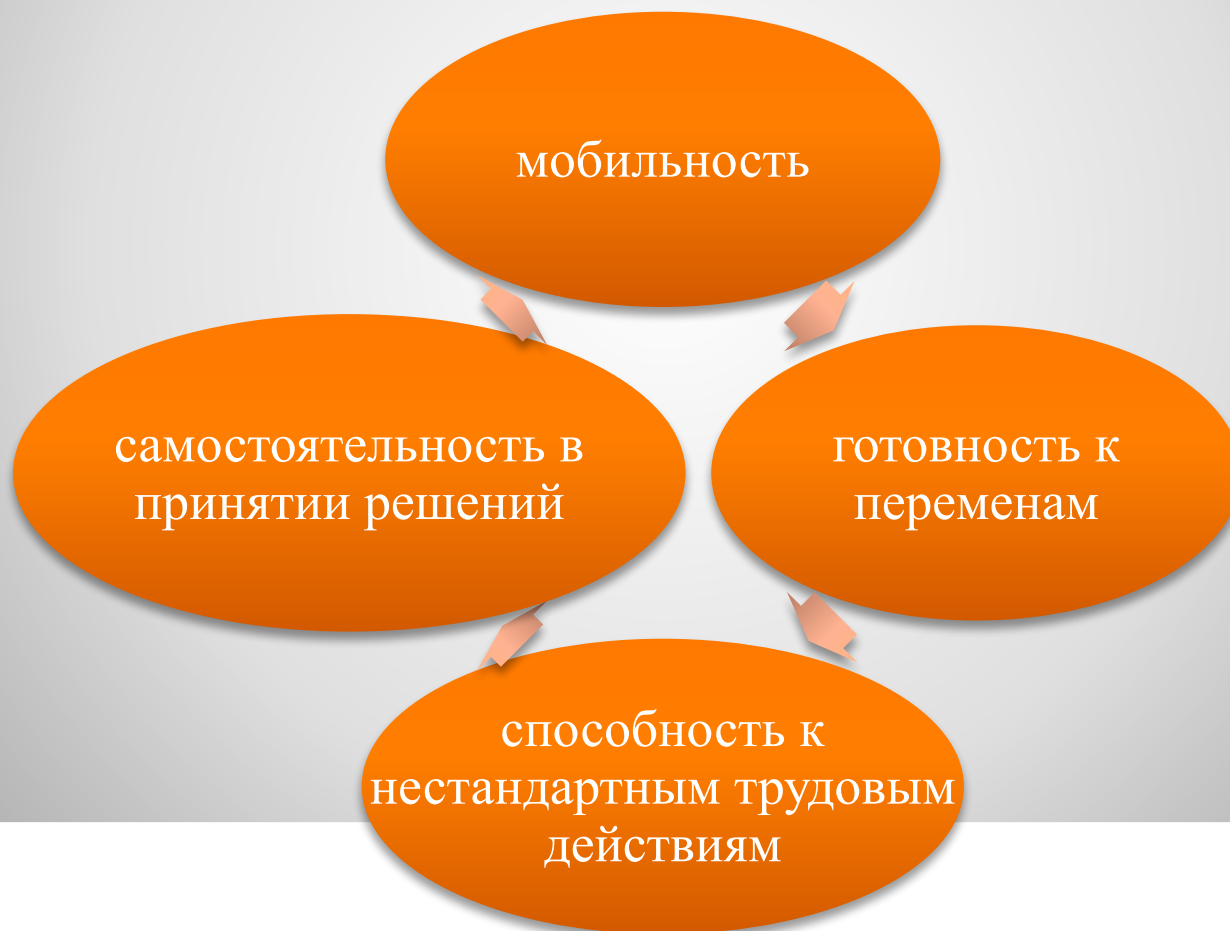 мобильность
самостоятельность в
принятии решений
готовность к
переменам
способность к
нестандартным трудовым
действиям